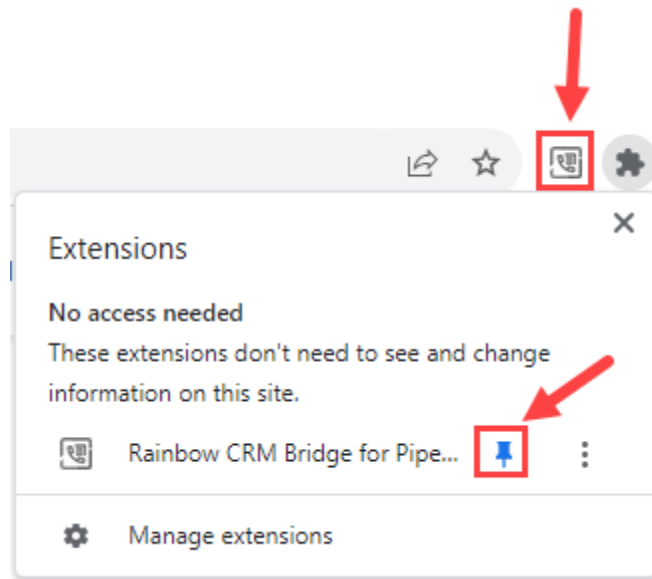 Extensions
No access needed
These extensions don't need to see and change
information on this site.
Rainbow CRM Bridge for Pipe...
Manage extensions